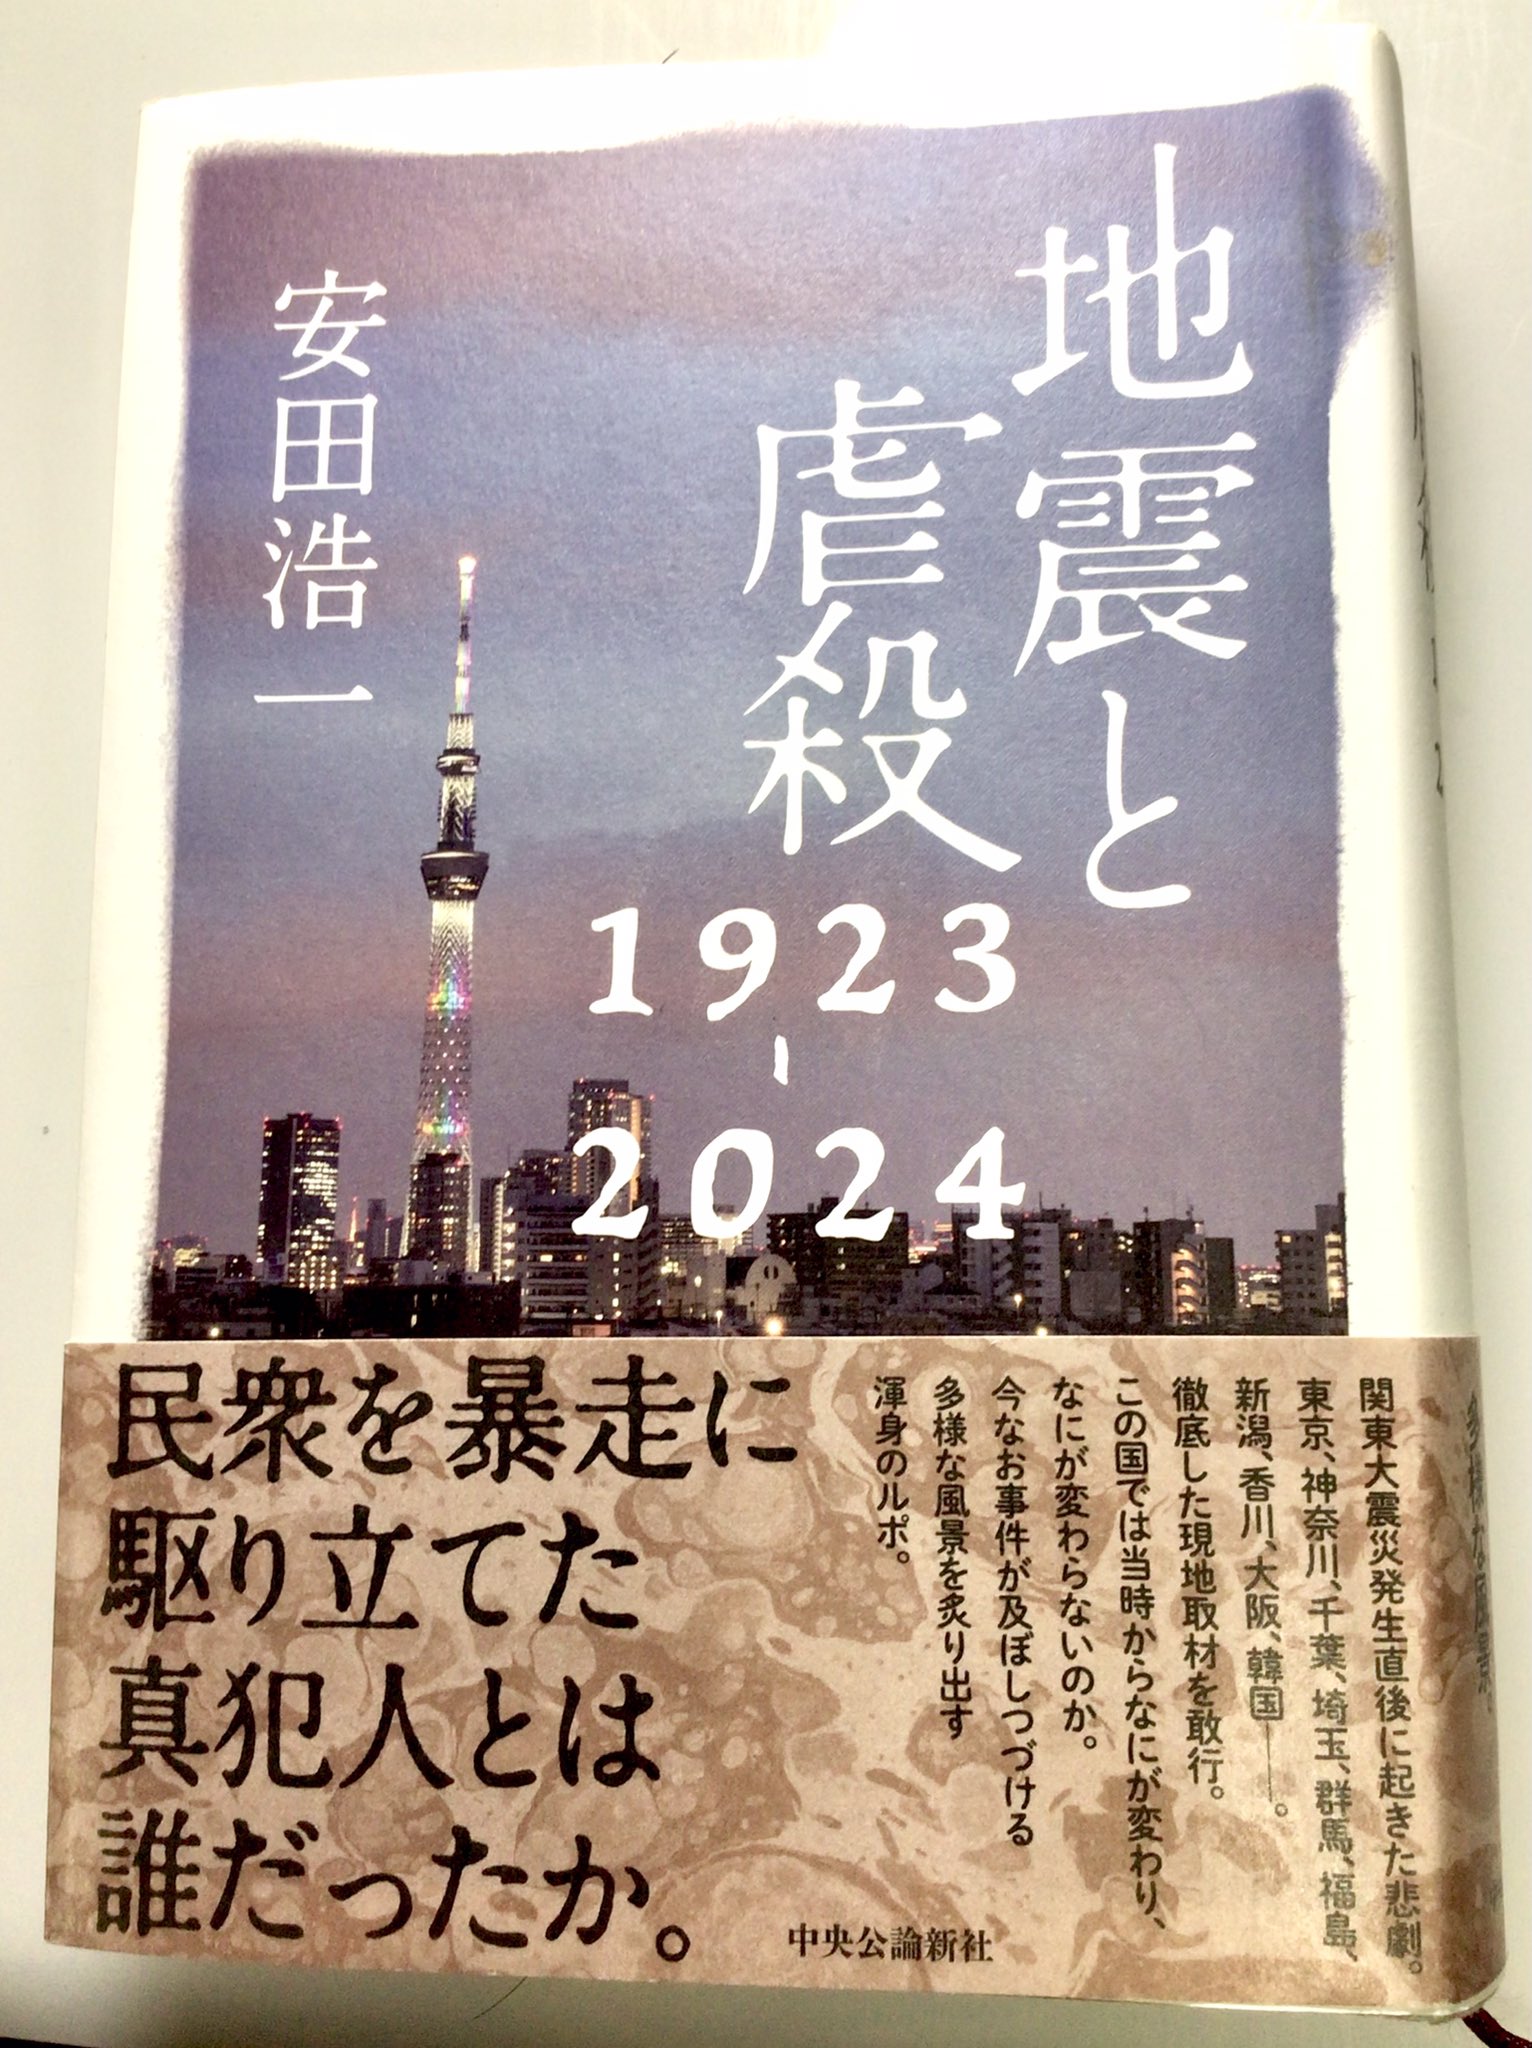 地震と
虐殺
1923
-
2024
安田浩一
民衆を暴走に
駆り立てた
真犯人とは
誰だったか。
関東大震災発生直後に起きた悲劇。
東京、神奈川、千葉、埼玉、群馬、福島、
新潟、香川、大阪、韓国──。
徹底した現地取材を敢行。
この国では当時からなにが変わり、
なにが変わらないのか。
今なお事件が及ぼしつづける
多様な風景を炙り出す
渾身のルポ。
中央公論新社
多様な風景。